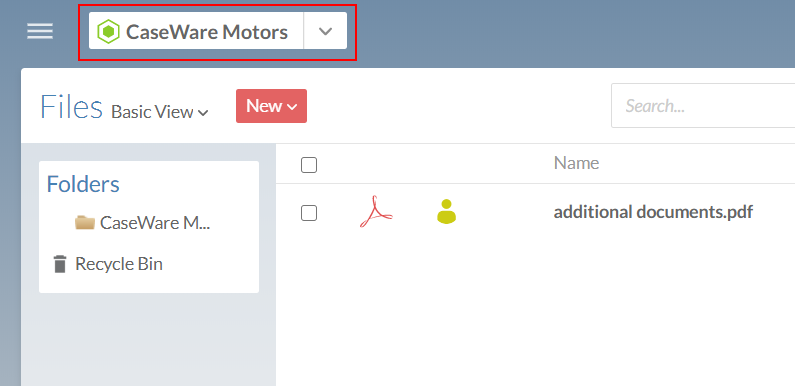 CaseWare Motors
Files Basic View New Search...
Folders
CaseWare M...
Recycle Bin
Name
additional documents.pdf